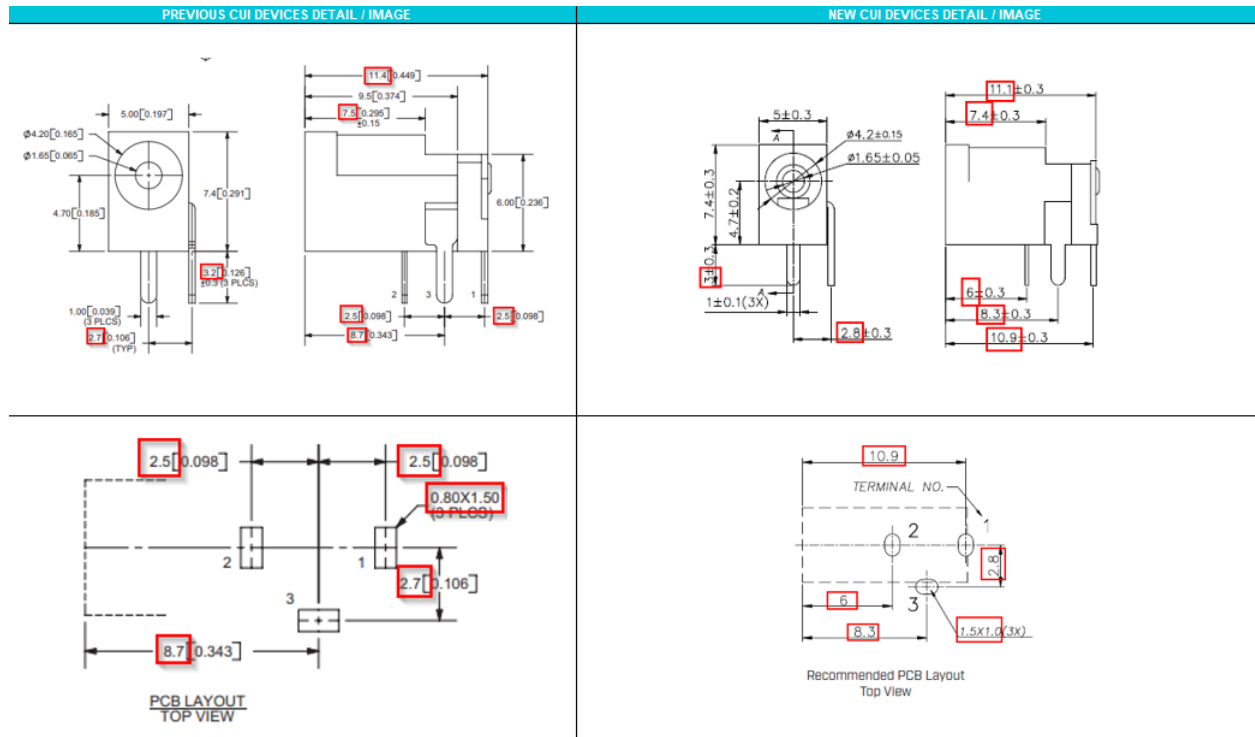 PREVIOUS CUI DEVICES DETAIL / IMAGE
NEW CUI DEVICES DETAIL / IMAGE
11.4[0.449]
9.5[0.374]
5.00[0.197]
7.5[0.295]
±0.15
Ø4.20[0.165]
Ø1.65[0.065]
7.4[0.291]
4.70[0.185]
6.00[0.236]
3.2[0.126]
±0.3 (3 PLCS)
2
3
1
1.00[0.039]
(3 PLCS)
2.5[0.098]
2.5[0.098]
2.7[0.106]
(TYP)
8.7[0.343]
11.1±0.3
5±0.3
7.4±0.3
A
Ø4.2±0.15
Ø1.65±0.05
7.4±0.3
4.7±0.2
3±0.3
A
1±0.1(3X)
6±0.3
8.3±0.3
2.8±0.3
10.9±0.3
2.5[0.098]
2.5[0.098]
0.80X1.50
(3 PLCS)
2
1
2.7[0.106]
3
8.7[0.343]
PCB LAYOUT
TOP VIEW
10.9
TERMINAL NO.
1
2
2.8
6
3
8.3
1.5X1.0(3X)
Recommended PCB Layout
Top View